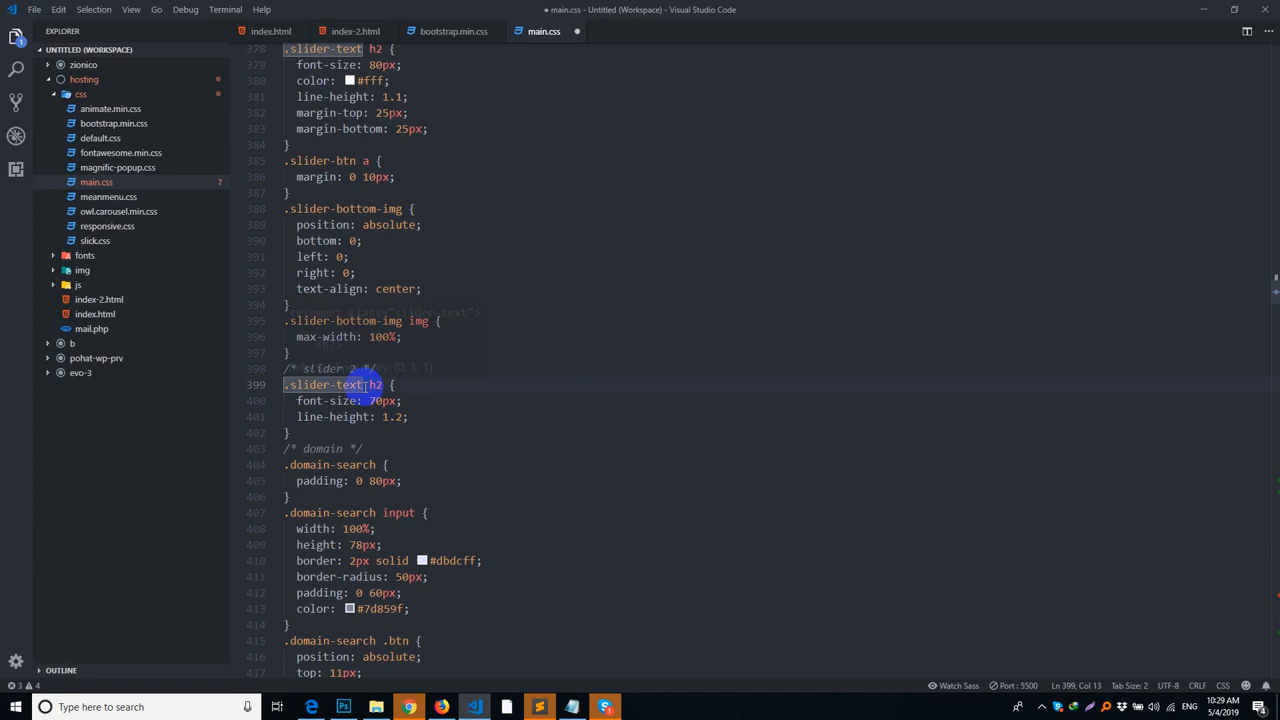 File Edit Selection View Go Debug Terminal Help
● main.css - Untitled (Workspace) - Visual Studio Code
EXPLORER
index.html index-2.html bootstrap.min.css main.css
UNTITLED (WORKSPACE)
zionico
hosting
css
animate.min.css
bootstrap.min.css
default.css
fontawesome.min.css
magnific-popup.css
main.css 7
meanmenu.css
owl.carousel.min.css
responsive.css
slick.css
fonts
img
js
index-2.html
index.html
mail.php
b
pohat-wp-prv
evo-3
OUTLINE
1
378 .slider-text h2 {
379 font-size: 80px;
380 color: #fff;
381 line-height: 1.1;
382 margin-top: 25px;
383 margin-bottom: 25px;
384 }
385 .slider-btn a {
386 margin: 0 10px;
387 }
388 .slider-bottom-img {
389 position: absolute;
390 bottom: 0;
391 left: 0;
392 right: 0;
393 text-align: center;
394 }
<element class="slider-text">
395 .slider-bottom-img img {
396 max-width: 100%;
<h2>
397 }
398 /* slider 2 */
399 .slider-text h2 {
400 font-size: 70px;
401 line-height: 1.2;
402 }
403 /* domain */
404 .domain-search {
405 padding: 0 80px;
406 }
407 .domain-search input {
408 width: 100%;
409 height: 78px;
410 border: 2px solid #dbdcff;
411 border-radius: 50px;
412 padding: 0 60px;
413 color: #7d859f;
414 }
415 .domain-search .btn {
416 position: absolute;
417 top: 11px;
3 4
Watch Sass Port : 5500 Ln 399, Col 13 Tab Size: 2 UTF-8 CRLF CSS
Type here to search
ENG
10:29 AM
5/4/2019